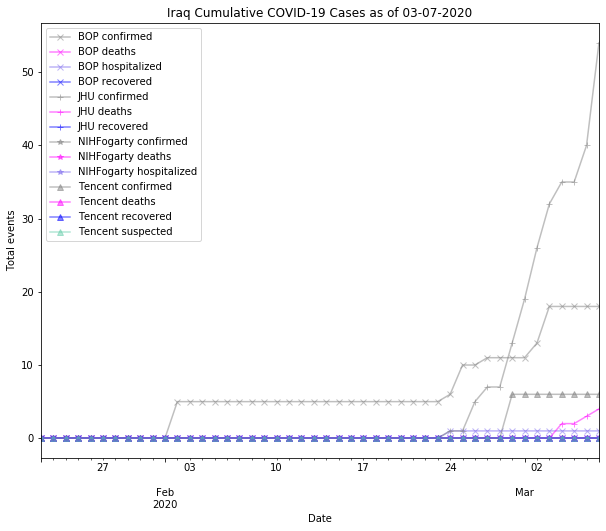 Iraq Cumulative COVID-19 Cases as of 03-07-2020
BOP confirmed
BOP deaths
BOP hospitalized
BOP recovered
JHU confirmed
JHU deaths
JHU recovered
NIHFogarty confirmed
NIHFogarty deaths
NIHFogarty hospitalized
Tencent confirmed
Tencent deaths
Tencent recovered
Tencent suspected
Total events
50
40
30
20
10
0
27 03 10 17 24 02
Feb Mar
2020
Date